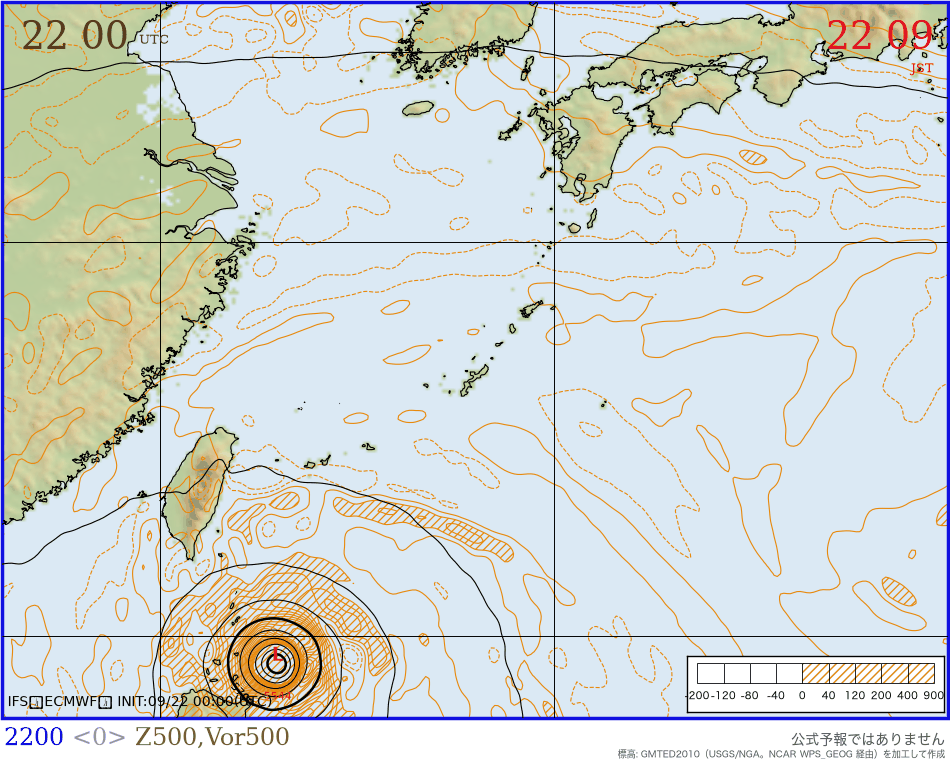 22 00 UTC
22 09
JST
L
IFS□ECMWF□ INIT:09/22 00:00(UTC)
-200 -120 -80 -40 0 40 120 200 400 900
2200 <0> Z500,Vor500
公式予報ではありません
標高: GMTED2010（USGS/NGA。NCAR WPS_GEOG 経由）を加工して作成